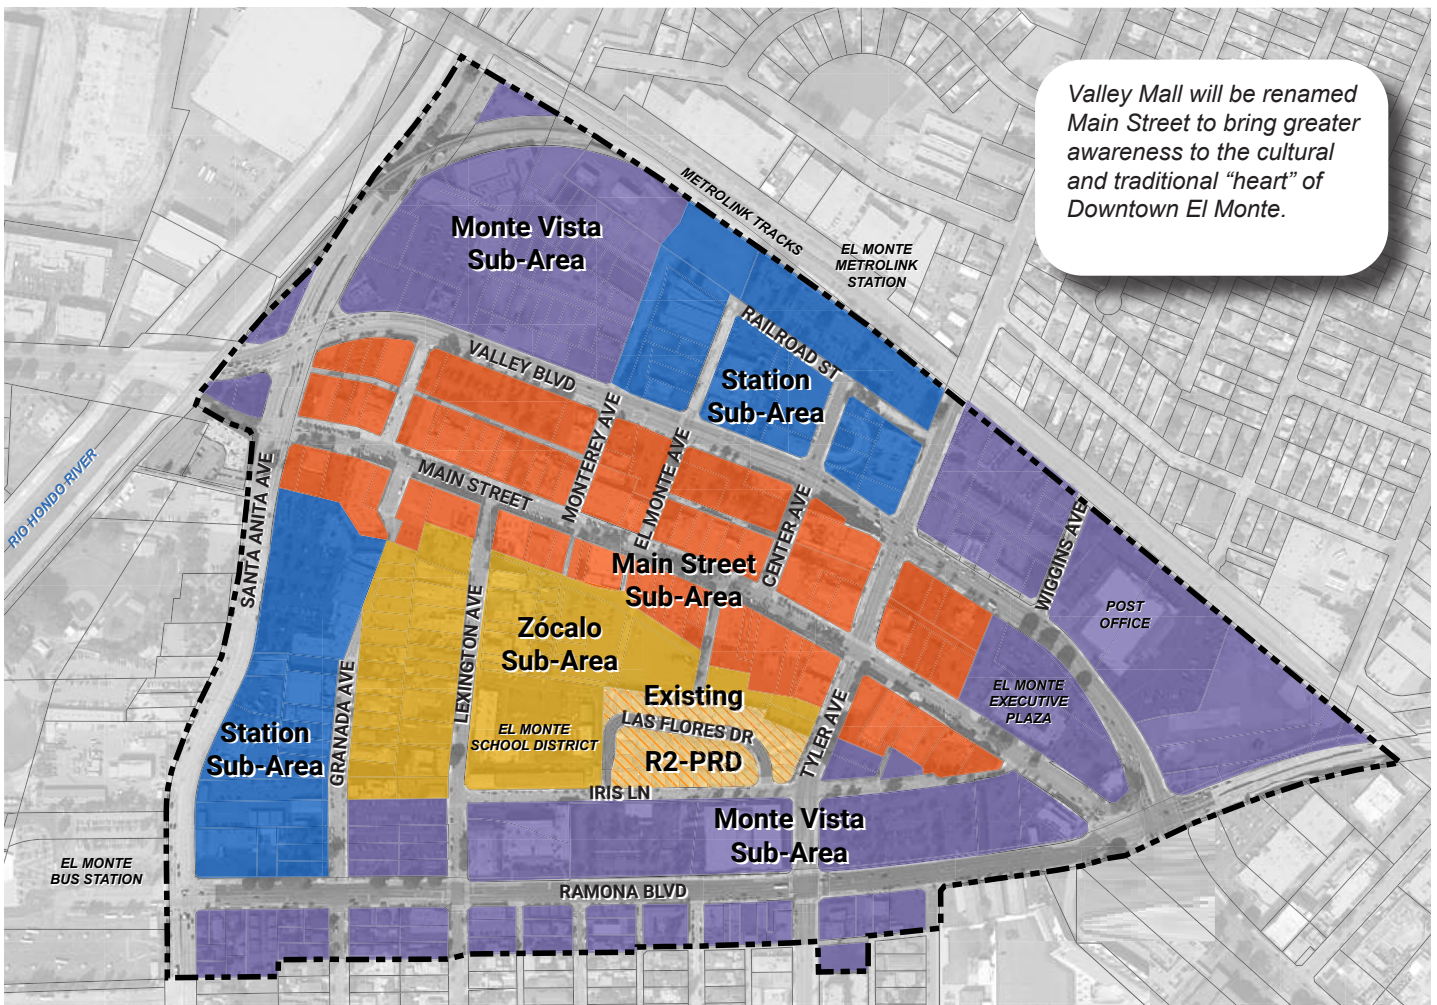 Valley Mall will be renamed
Main Street to bring greater
awareness to the cultural
and traditional “heart” of
Downtown El Monte.
METROLINK TRACKS
EL MONTE
METROLINK
STATION
Monte Vista
Sub-Area
RAILROAD ST
VALLEY BLVD
Station
Sub-Area
MONTEREY AVE
EL MONTE AVE
MAIN STREET
CENTER AVE
RIO HONDO RIVER
SANTA ANITA AVE
WIGGINS AVE
Main Street
Sub-Area
POST
OFFICE
LEXINGTON AVE
Zócalo
Sub-Area
EL MONTE
EXECUTIVE
PLAZA
Existing
LAS FLORES DR
R2-PRD
EL MONTE
SCHOOL DISTRICT
TYLER AVE
GRANADA AVE
Station
Sub-Area
IRIS LN
Monte Vista
Sub-Area
EL MONTE
BUS STATION
RAMONA BLVD